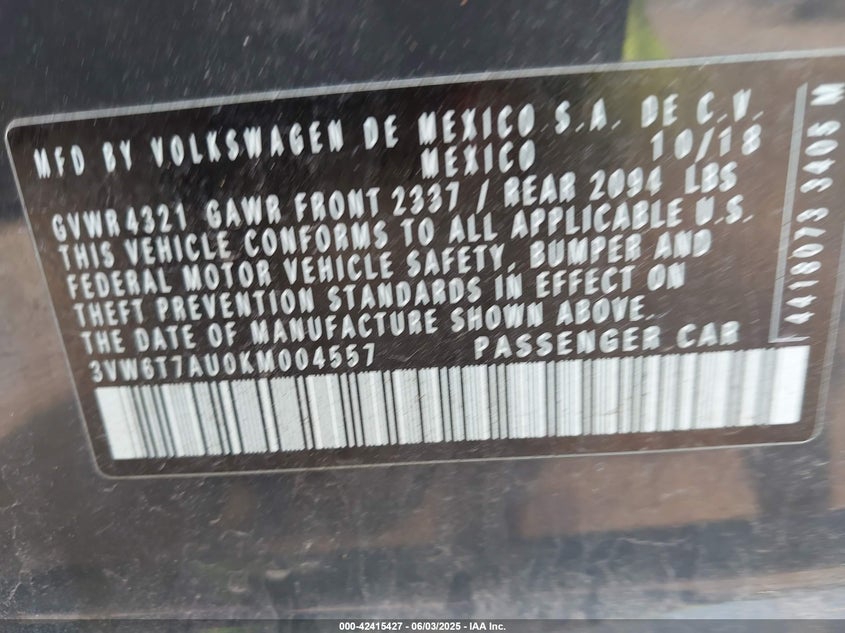 MFD BY VOLKSWAGEN DE MEXICO S.A. DE C.V.
MEXICO 10/18
GVWR 4321 GAWR FRONT 2337 / REAR 2094 LBS
THIS VEHICLE CONFORMS TO ALL APPLICABLE U.S.
FEDERAL MOTOR VEHICLE SAFETY, BUMPER AND
THEFT PREVENTION STANDARDS IN EFFECT ON
THE DATE OF MANUFACTURE SHOWN ABOVE.
3VW6T7AU0KM004557 PASSENGER CAR
4418073 3405 M
000-42415427 - 06/03/2025 - IAA Inc.